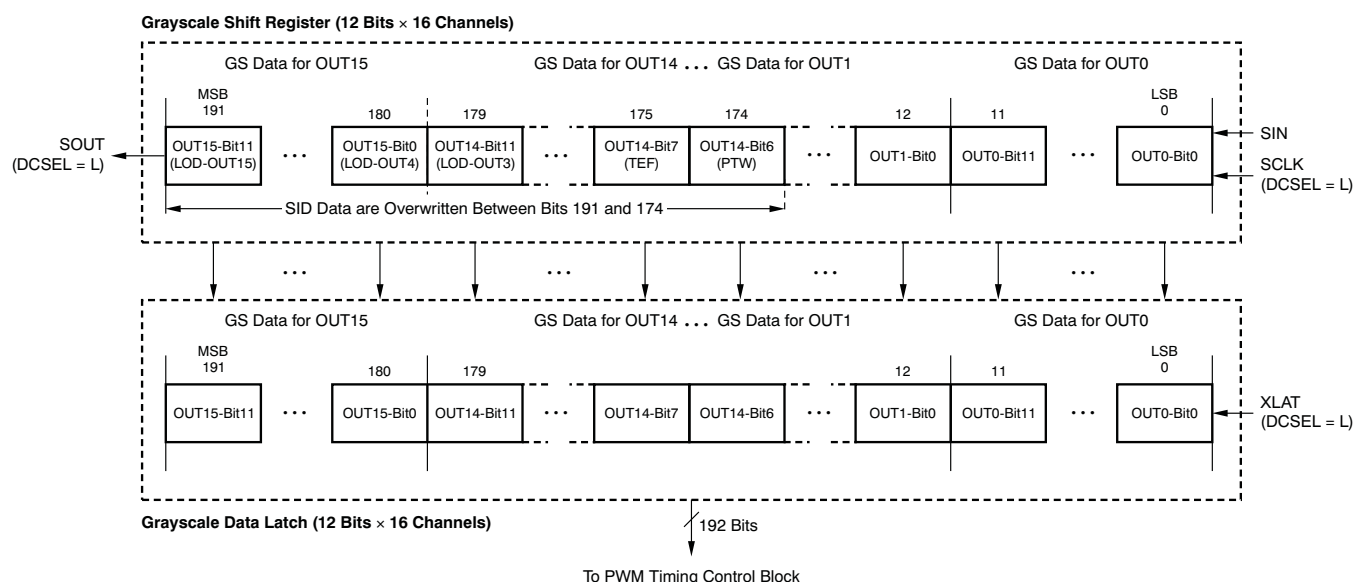 Grayscale Shift Register (12 Bits × 16 Channels)
GS Data for OUT15
GS Data for OUT14 ... GS Data for OUT1
GS Data for OUT0
MSB
191
180
179
175
174
12
11
LSB
0
SOUT
(DCSEL = L)
OUT15-Bit11
(LOD-OUT15)
...
OUT15-Bit0
(LOD-OUT4)
OUT14-Bit11
(LOD-OUT3)
...
OUT14-Bit7
(TEF)
OUT14-Bit6
(PTW)
...
OUT1-Bit0
OUT0-Bit11
...
OUT0-Bit0
SIN
SCLK
(DCSEL = L)
SID Data are Overwritten Between Bits 191 and 174
... ... ... ... ...
GS Data for OUT15
GS Data for OUT14 ... GS Data for OUT1
GS Data for OUT0
MSB
191
180
179
12
11
LSB
0
OUT15-Bit11
...
OUT15-Bit0
OUT14-Bit11
...
OUT14-Bit7
OUT14-Bit6
...
OUT1-Bit0
OUT0-Bit11
...
OUT0-Bit0
XLAT
(DCSEL = L)
Grayscale Data Latch (12 Bits × 16 Channels)
192 Bits
To PWM Timing Control Block